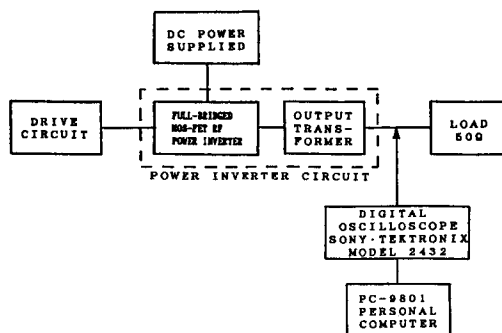 DC POWER
SUPPLIED
DRIVE
CIRCUIT
FULL-BRIDGED
MOS-FET RF
POWER INVERTER
OUTPUT
TRANS-
FORMER
LOAD
50Ω
POWER INVERTER CIRCUIT
DIGITAL
OSCILLOSCOPE
SONY·TEKTRONIX
MODEL 2432
PC-9801
PERSONAL
COMPUTER